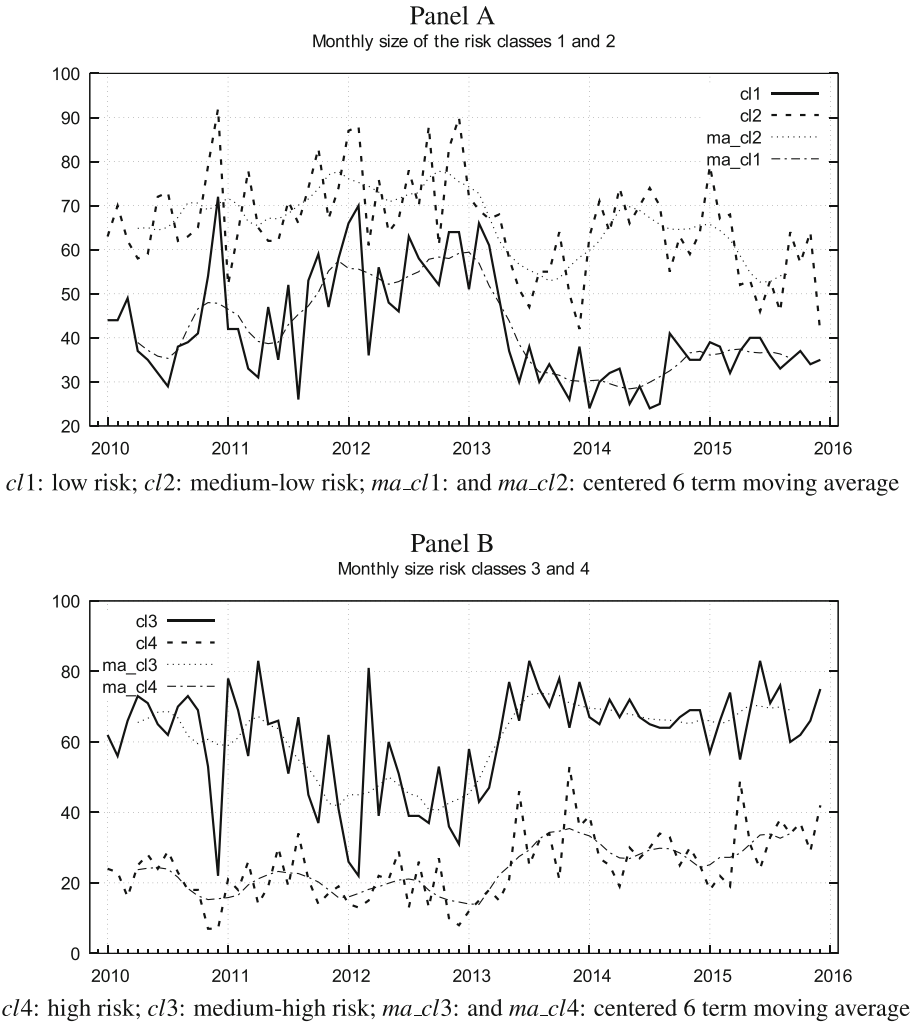 Panel A
Monthly size of the risk classes 1 and 2
100
90
80
70
60
50
40
30
20
cl1
cl2
ma_cl2
ma_cl1
2010 2011 2012 2013 2014 2015 2016
cl1: low risk; cl2: medium-low risk; ma_cl1: and ma_cl2: centered 6 term moving average
Panel B
Monthly size risk classes 3 and 4
100
80
60
40
20
0
cl3
cl4
ma_cl3
ma_cl4
2010 2011 2012 2013 2014 2015 2016
cl4: high risk; cl3: medium-high risk; ma_cl3: and ma_cl4: centered 6 term moving average